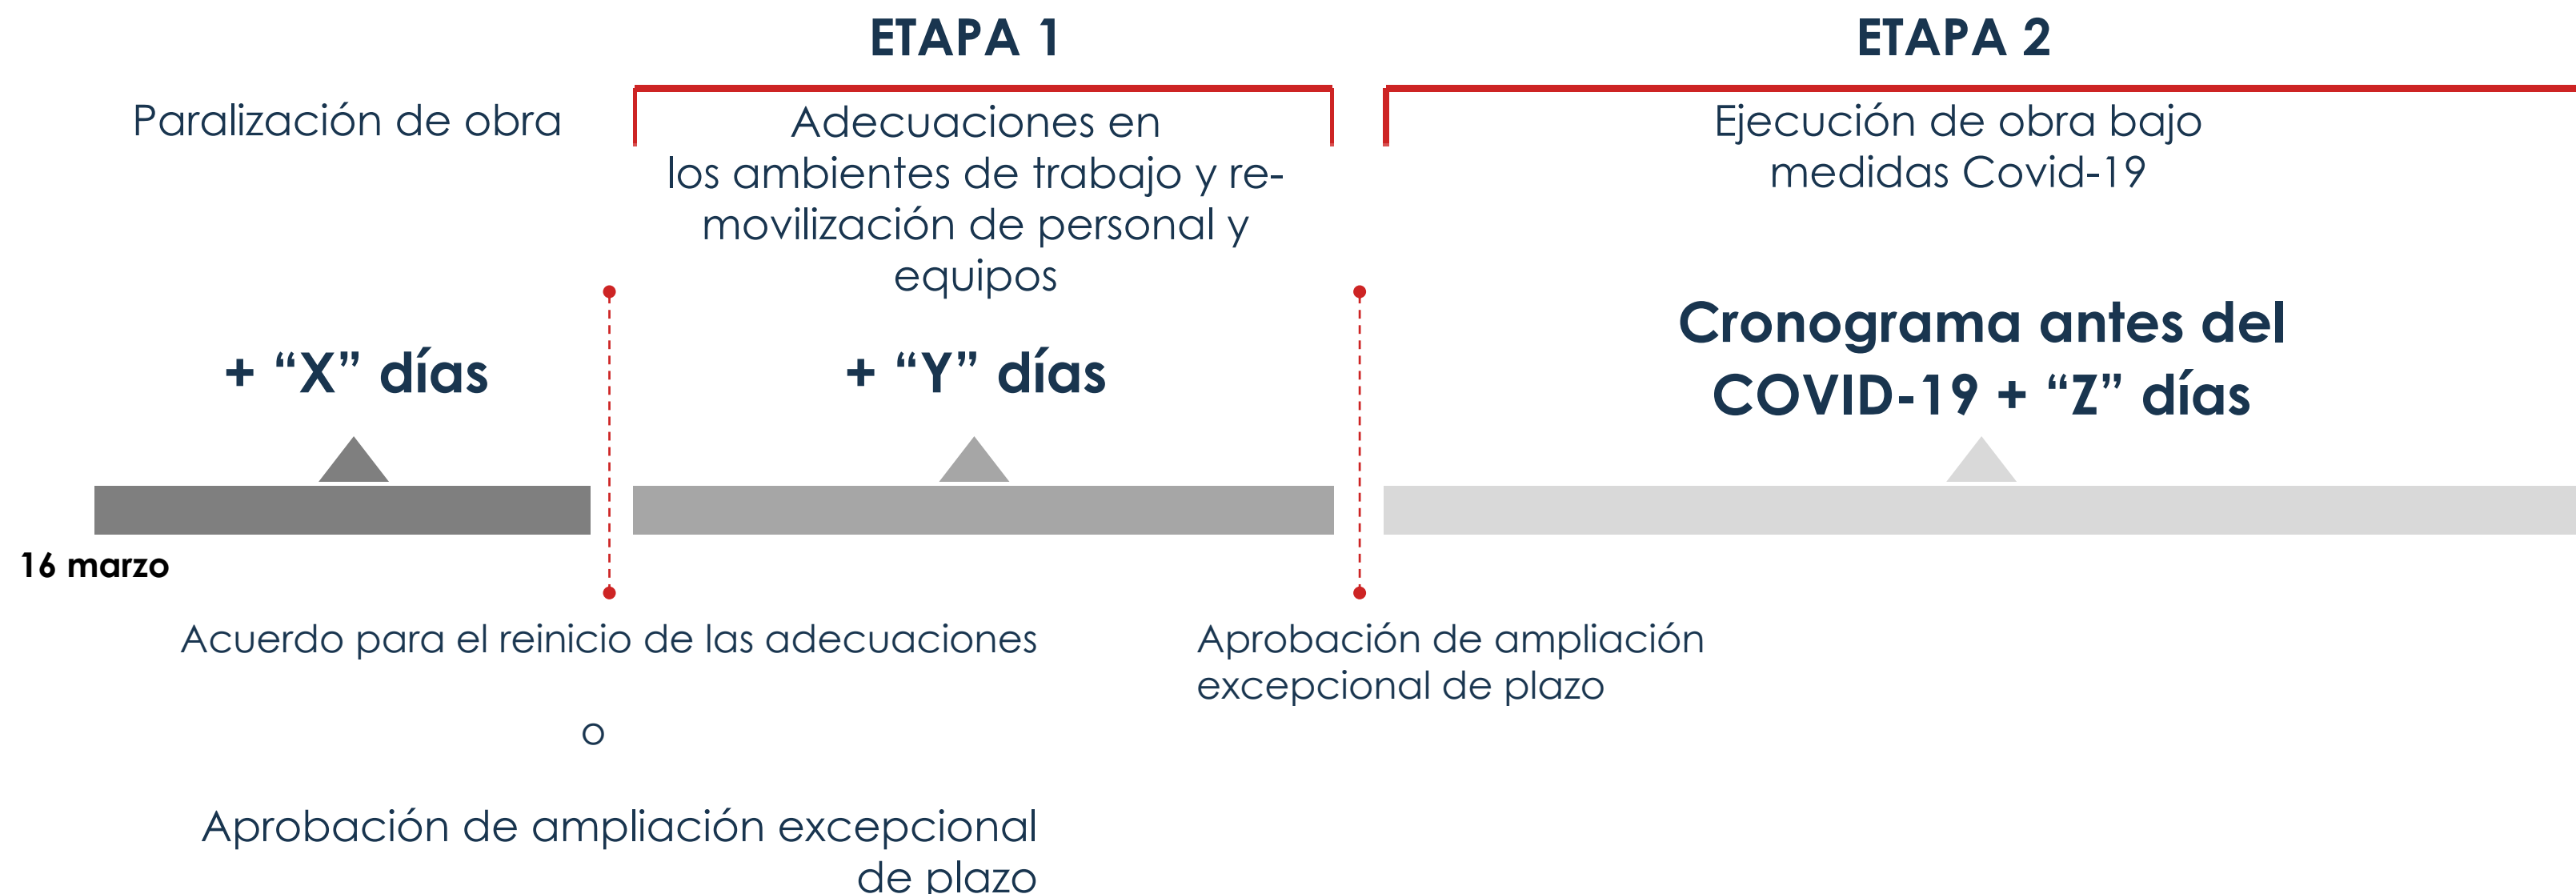 ETAPA 1
ETAPA 2
Paralización de obra
Adecuaciones en
los ambientes de trabajo y re-
movilización de personal y
equipos
Ejecución de obra bajo
medidas Covid-19
+ “X” días
+ “Y” días
Cronograma antes del
COVID-19 + “Z” días
16 marzo
Acuerdo para el reinicio de las adecuaciones
o
Aprobación de ampliación excepcional
de plazo
Aprobación de ampliación
excepcional de plazo